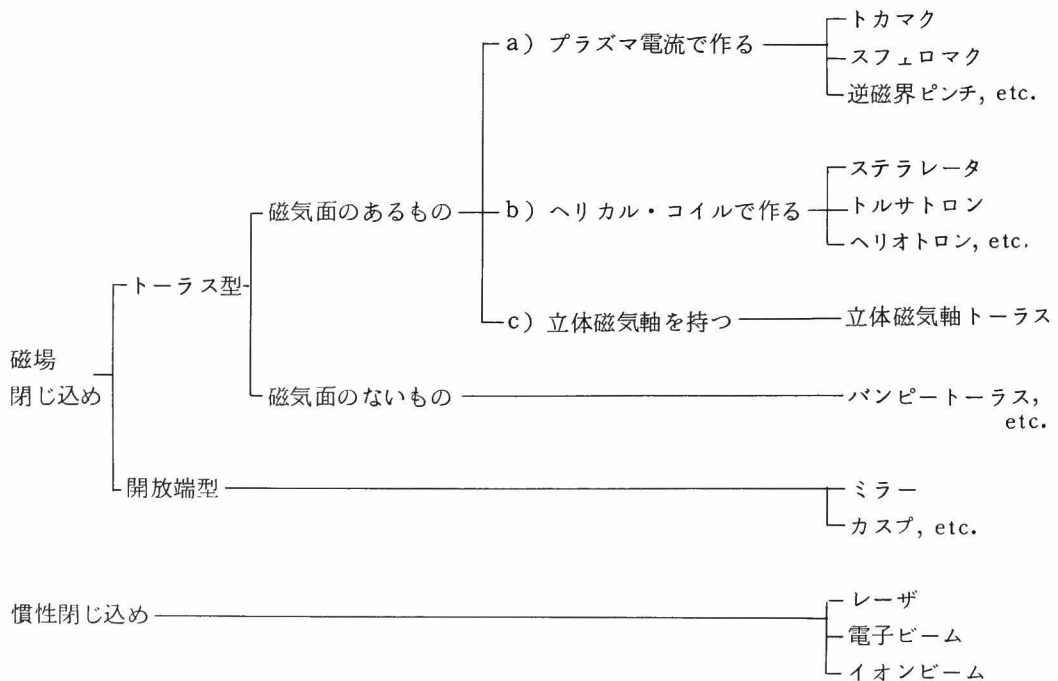 トカマク
a）プラズマ電流で作る
スフェロマク
逆磁界ピンチ, etc.
ステラレータ
磁気面のあるもの
b）ヘリカル・コイルで作る
トルサトロン
ヘリオトロン, etc.
トーラス型
c）立体磁気軸を持つ
立体磁気軸トーラス
磁場
閉じ込め
磁気面のないもの
バンピートーラス,
etc.
開放端型
ミラー
カスプ, etc.
慣性閉じ込め
レーザ
電子ビーム
イオンビーム